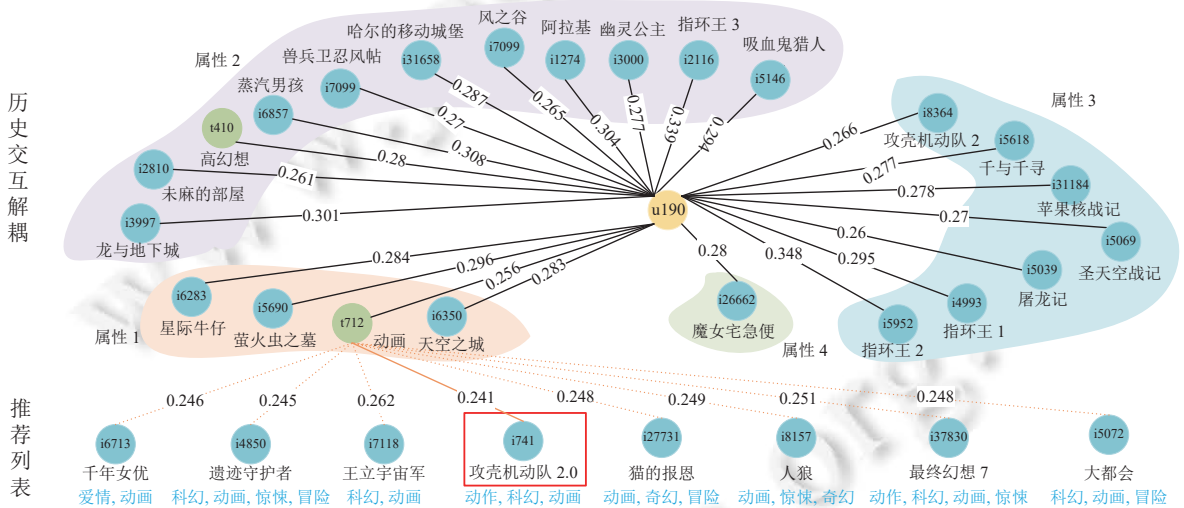 历史交互解耦
推荐列表
属性 2
哈尔的移动城堡
风之谷
阿拉基
幽灵公主
指环王 3
吸血鬼猎人
兽兵卫忍风帖
蒸汽男孩
高幻想
未麻的部屋
龙与地下城
i31658
i7099
i1274
i3000
i2116
i5146
i7099
i6857
t410
i2810
i3997
0.287
0.265
0.304
0.277
0.339
0.294
0.27
0.308
0.28
0.261
0.301
u190
属性 3
i8364
攻壳机动队 2
i5618
千与千寻
i31184
苹果核战记
i5069
圣天空战记
i5039
屠龙记
i4993
指环王 1
i5952
指环王 2
0.266
0.277
0.278
0.27
0.26
0.295
0.348
0.28
i26662
魔女宅急便
属性 4
0.284
0.296
0.256
0.283
属性 1
i6283
星际牛仔
i5690
萤火虫之墓
t712
动画
i6350
天空之城
0.246
0.245
0.262
0.241
0.248
0.249
0.251
0.248
i6713
i4850
i7118
i741
i27731
i8157
i37830
i5072
千年女优
遗迹守护者
王立宇宙军
攻壳机动队 2.0
猫的报恩
人狼
最终幻想 7
大都会
爱情, 动画
科幻, 动画, 惊悚, 冒险
科幻, 动画
动作, 科幻, 动画
动画, 奇幻, 冒险
动画, 惊悚, 奇幻
动作, 科幻, 动画, 惊悚
科幻, 动画, 冒险